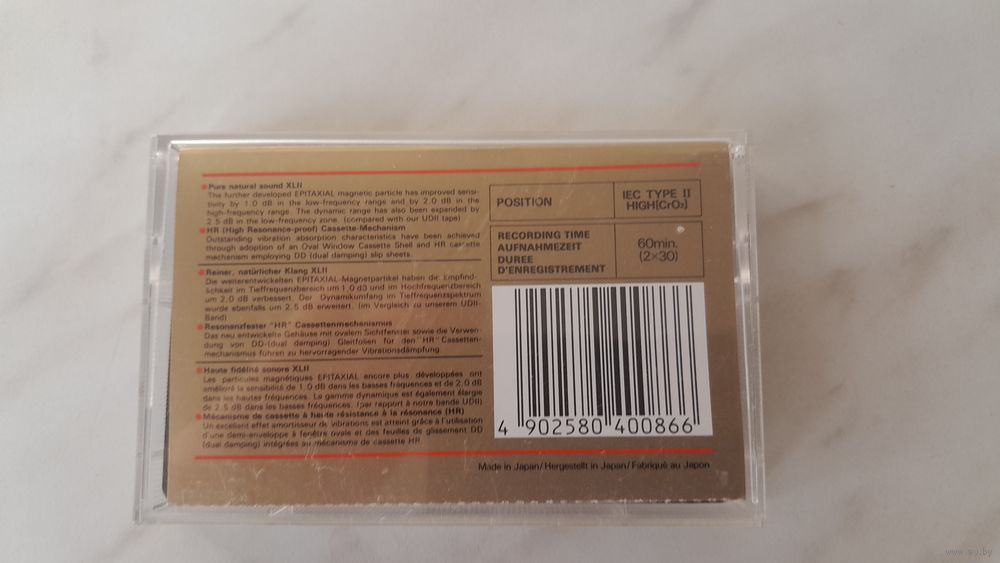 Pure natural sound XLII
The further developed EPITAXIAL magnetic particle has improved sensi-
tivity by 1.0 dB in the low-frequency range and by 2.0 dB in the
high-frequency range. The dynamic range has also been expanded by
2.5 dB in the low-frequency zone. (compared with our UDII tape)
HR (High Resonance-proof) Cassette-Mechanism
Outstanding vibration absorption characteristics have been achieved
through adoption of an Oval Window Cassette Shell and HR cassette
mechanism employing DD (dual damping) slip sheets.
Reiner, natürlicher Klang XLII
Die weiterentwickelten EPITAXIAL-Magnetpartikel haben die Empfind-
lichkeit im Tieffrequenzbereich um 1,0 dB und im Hochfrequenzbereich
um 2,0 dB verbessert. Der Dynamikumfang im Tieffrequenzspektrum
wurde ebenfalls um 2,5 dB erweitert. (im Vergleich zu unserem UDII-
Band)
Resonanzfester "HR" Cassettenmechanismus
Das neu entwickelte Gehäuse mit ovalem Sichtfenster sowie die Verwen-
dung von DD-(dual damping) Gleitfolien für den "HR" Cassetten-
mechanismus führen zu hervorragender Vibrationsdämpfung.
Haute fidélité sonore XLII
Les particules magnétiques EPITAXIAL encore plus développées ont
amélioré la sensibilité de 1,0 dB dans les basses fréquences et de 2,0 dB
dans les hautes fréquences. La gamme dynamique est également élargie
de 2,5 dB dans les basses fréquences. (par rapport à notre bande UDII)
Mécanisme de cassette à haute résistance à la résonance (HR)
Un excellent effet amortisseur de vibrations est atteint grâce à l'utilisation
d'une demi-enveloppe à fenêtre ovale et des feuilles de glissement DD
(dual damping) intégrées au mécanisme de cassette HR.
POSITION
IEC TYPE II
HIGH[CrO₂]
RECORDING TIME
AUFNAHMEZEIT
DUREE
D'ENREGISTREMENT
60min.
(2×30)
4 902580 400866
Made in Japan/Hergestellt in Japan/Fabriqué au Japon